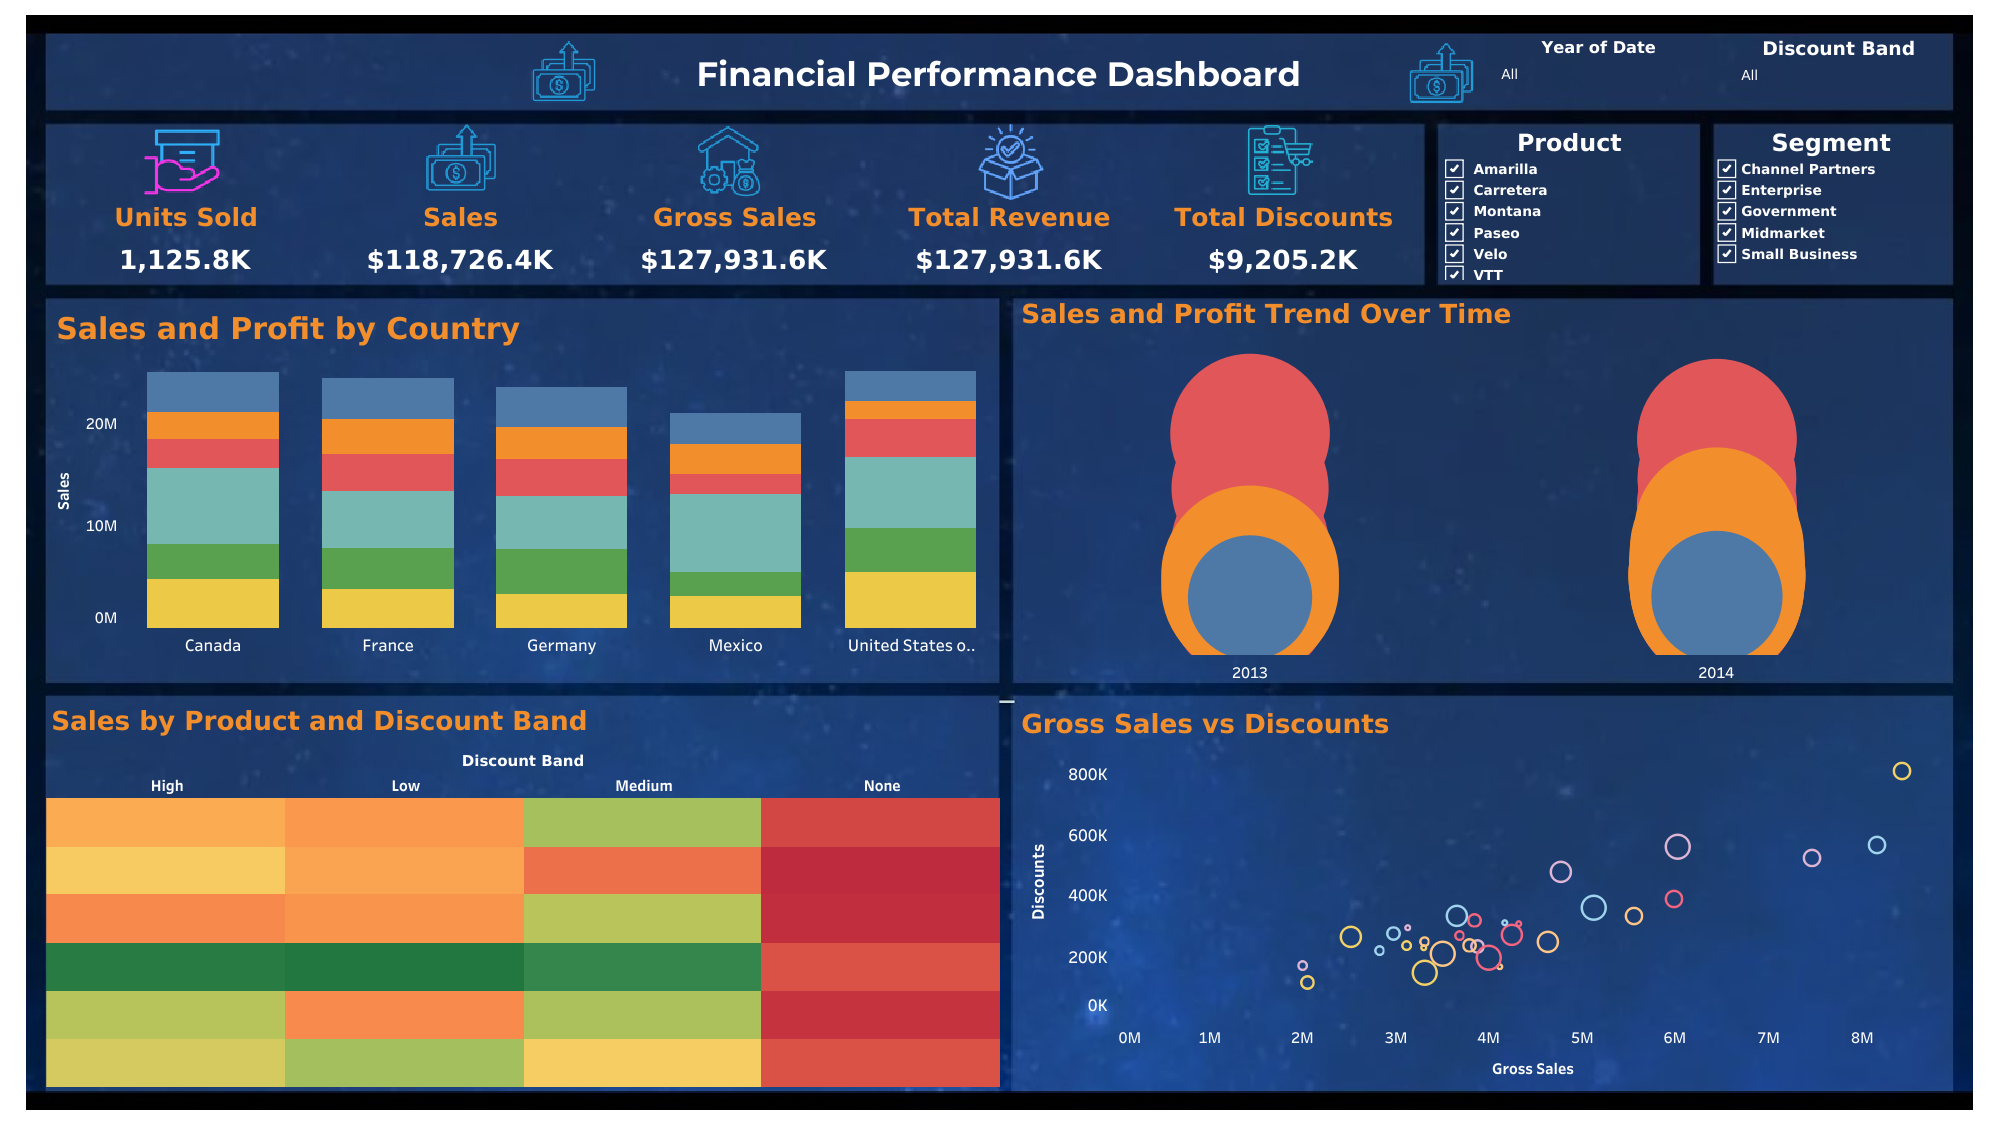 Financial Performance Dashboard
Year of Date
All
Discount Band
All
Units Sold
1,125.8K
Sales
$118,726.4K
Gross Sales
$127,931.6K
Total Revenue
$127,931.6K
Total Discounts
$9,205.2K
Product
Amarilla
Carretera
Montana
Paseo
Velo
VTT
Segment
Channel Partners
Enterprise
Government
Midmarket
Small Business
Sales and Profit by Country
Sales
20M
10M
0M
Canada
France
Germany
Mexico
United States o..
Sales and Profit Trend Over Time
2013
2014
Sales by Product and Discount Band
Discount Band
High
Low
Medium
None
Gross Sales vs Discounts
Discounts
800K
600K
400K
200K
0K
0M
1M
2M
3M
4M
5M
6M
7M
8M
Gross Sales